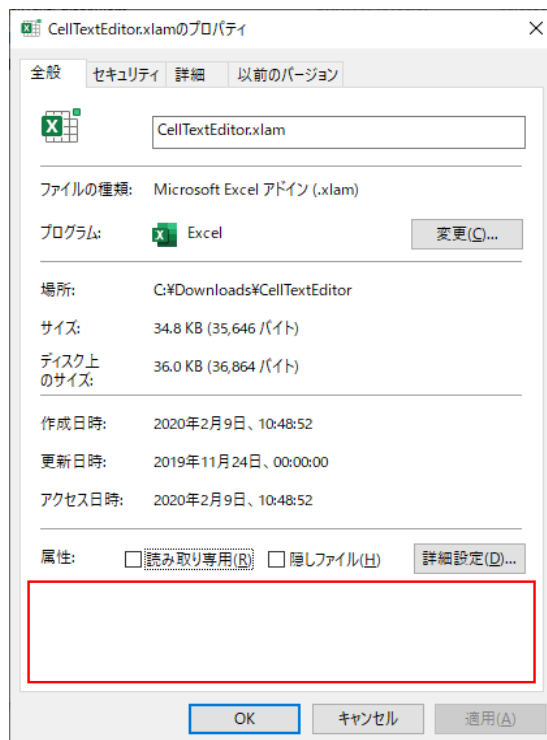 CellTextEditor.xlamのプロパティ
全般 セキュリティ 詳細 以前のバージョン
CellTextEditor.xlam
ファイルの種類: Microsoft Excel アドイン (.xlam)
プログラム: Excel 変更(C)...
場所: C:¥Downloads¥CellTextEditor
サイズ: 34.8 KB (35,646 バイト)
ディスク上
のサイズ: 36.0 KB (36,864 バイト)
作成日時: 2020年2月9日、10:48:52
更新日時: 2019年11月24日、00:00:00
アクセス日時: 2020年2月9日、10:48:52
属性: 読み取り専用(R) 隠しファイル(H) 詳細設定(D)...
OK キャンセル 適用(A)